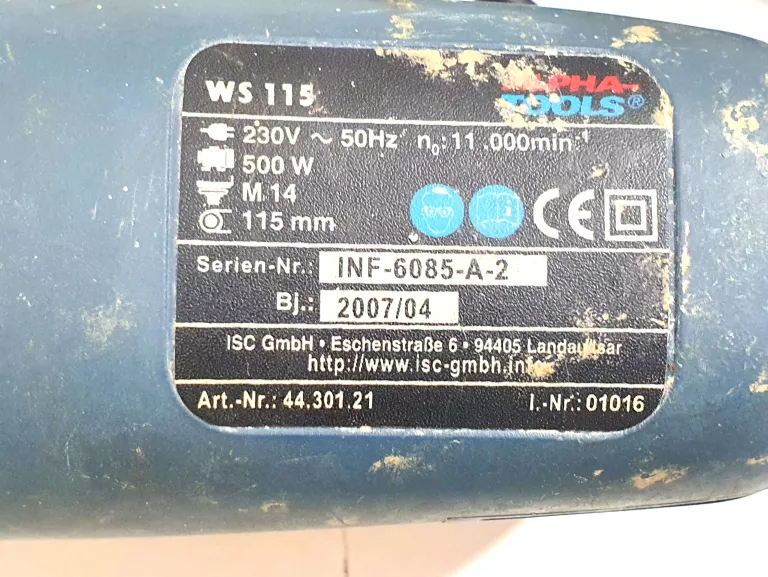 WS 115
ALPHA-
TOOLS®
230V ~ 50Hz n0: 11.000min-1
500 W
M 14
115 mm
CE
Serien-Nr.: INF-6085-A-2
Bj.: 2007/04
ISC GmbH • Eschenstraße 6 • 94405 Landau/Isar
http://www.isc-gmbh.info
Art.-Nr.: 44.301.21 I.-Nr.: 01016